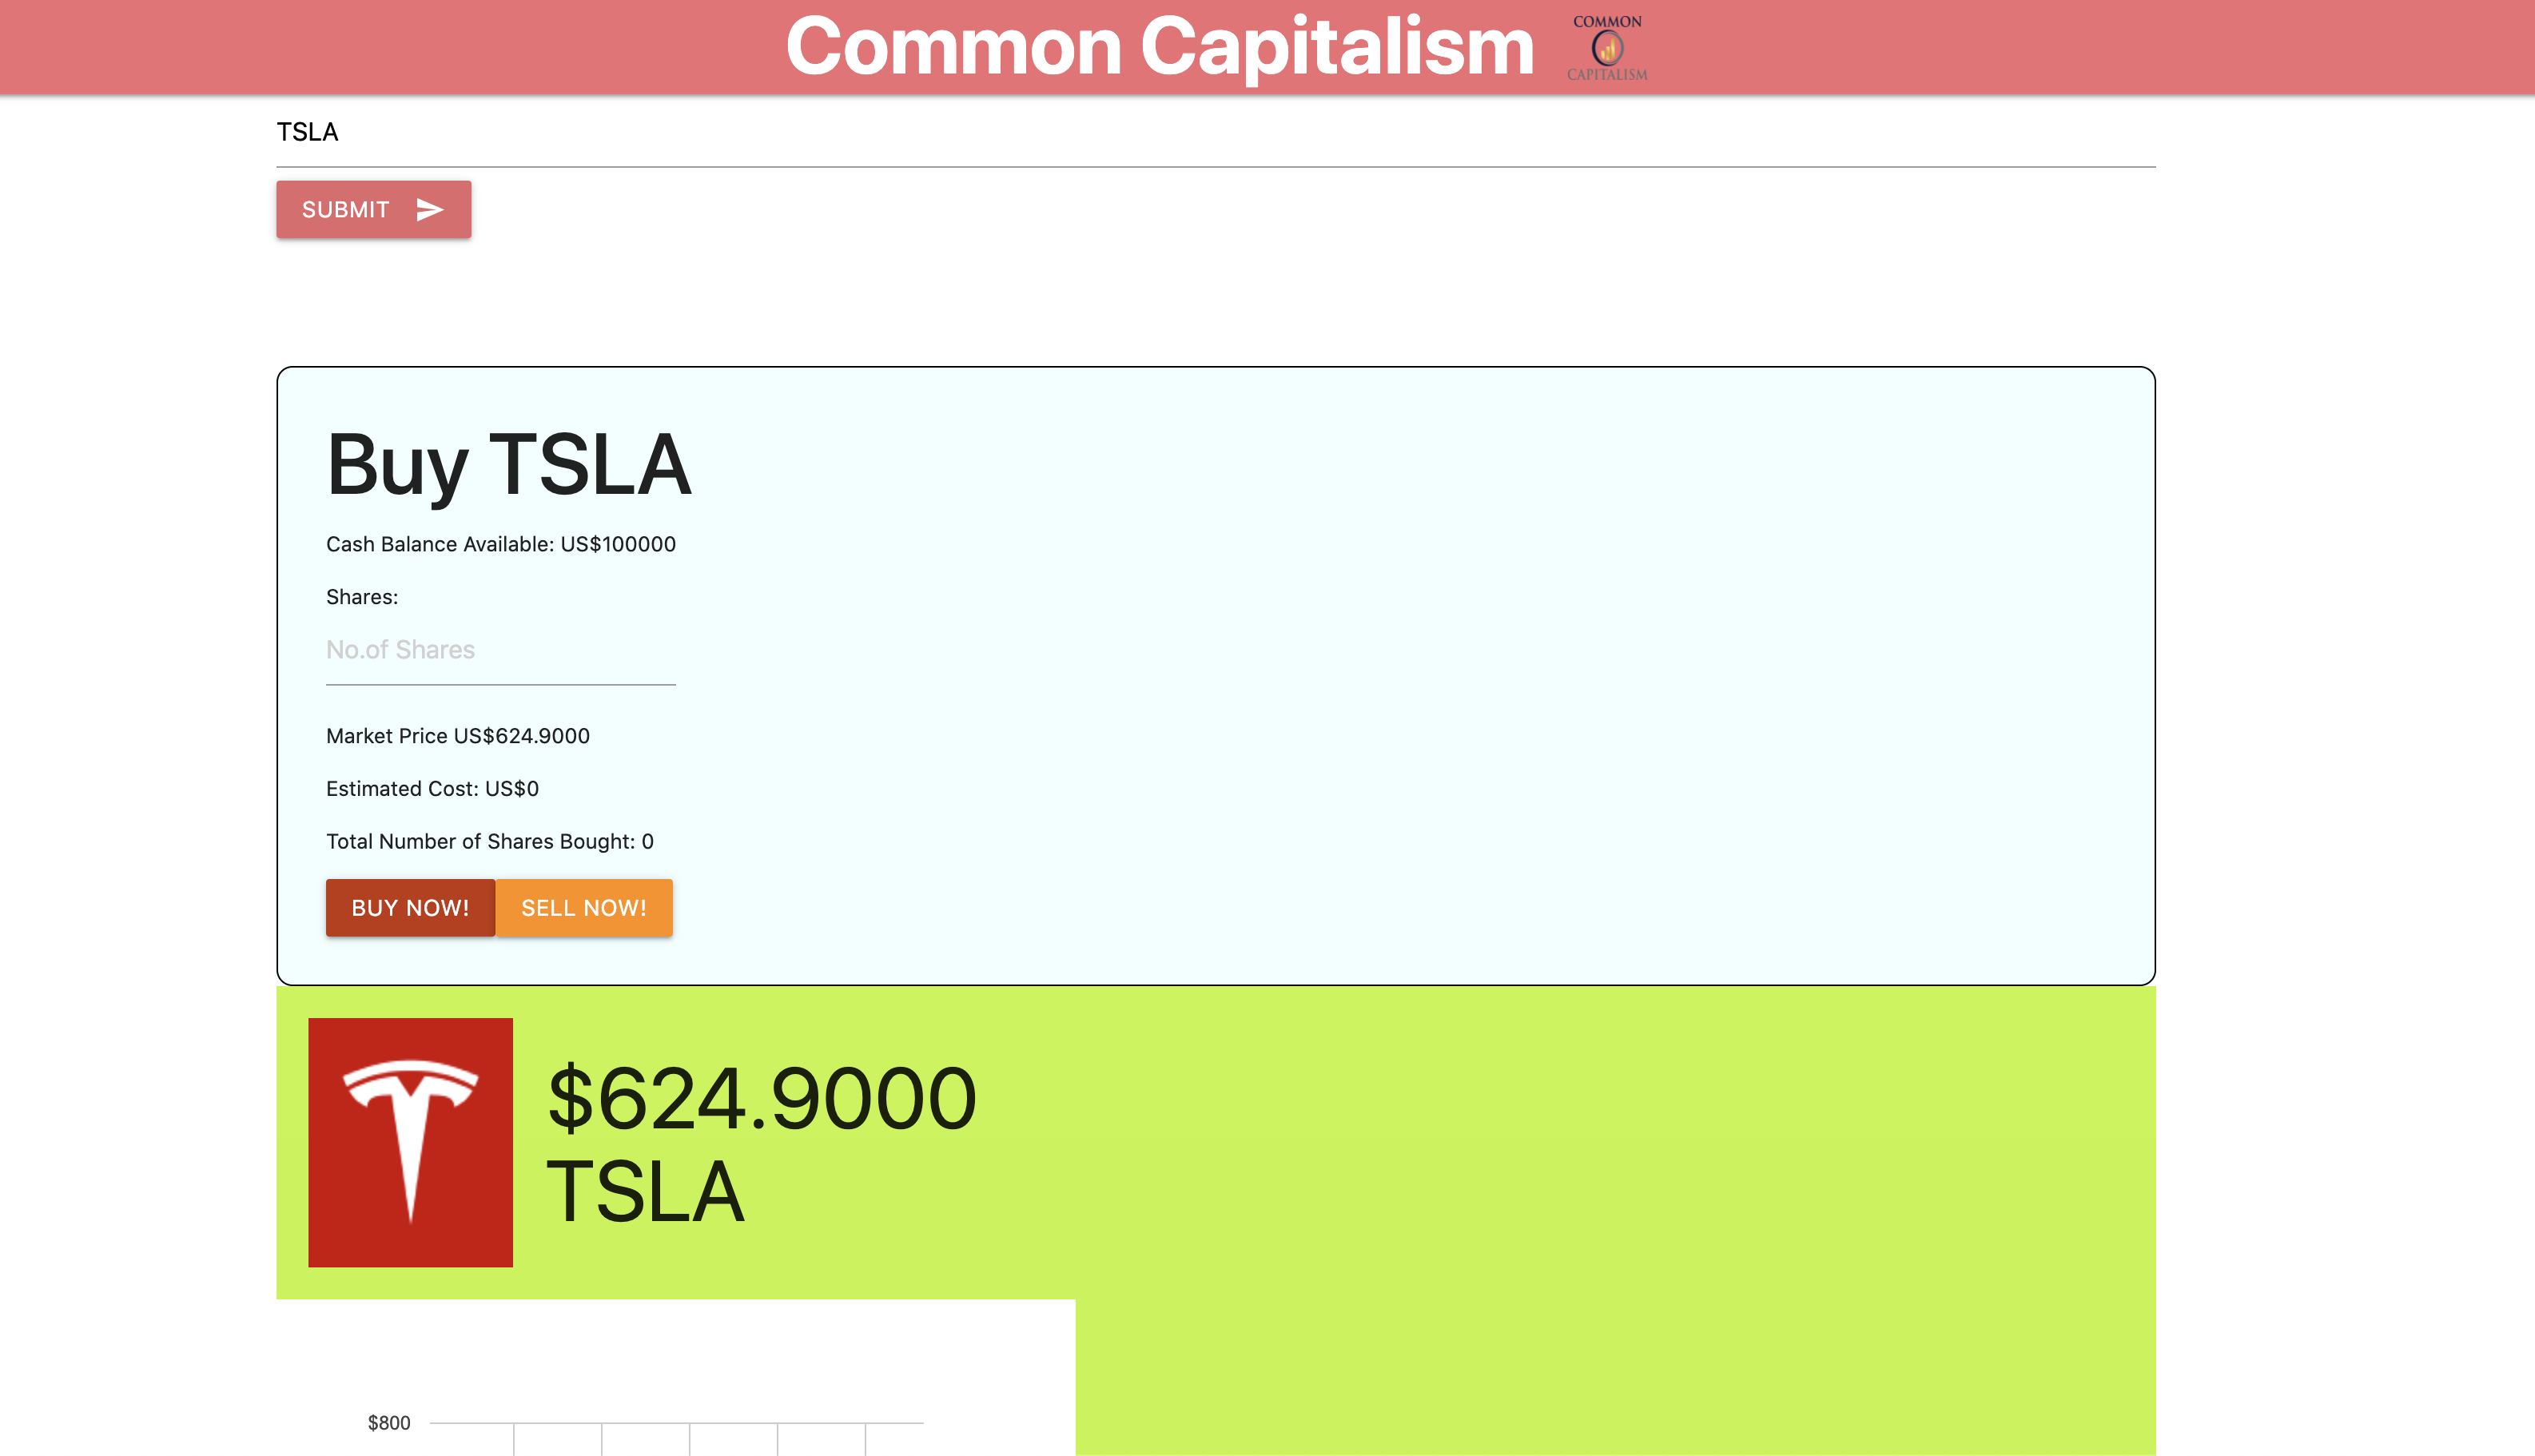 Common Capitalism
COMMON
CAPITALISM
TSLA
SUBMIT
Buy TSLA
Cash Balance Available: US$100000
Shares:
No.of Shares
Market Price US$624.9000
Estimated Cost: US$0
Total Number of Shares Bought: 0
BUY NOW! SELL NOW!
$624.9000
TSLA
$800